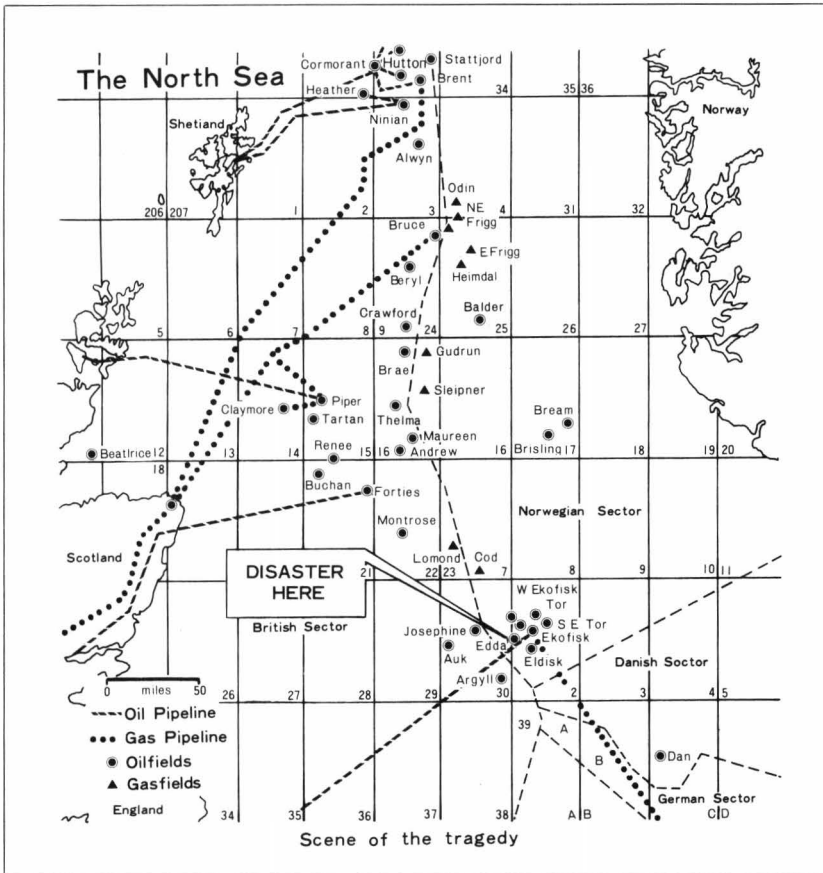 The North Sea
Cormorant
Hutton
Stattjord
Brent
Heather
Ninian
34
35
36
Norway
Shetland
Alwyn
Odin
206
207
1
2
3
NE
Frigg
4
31
32
Bruce
E Frigg
Beryl
Heimdal
Crawford
Balder
5
6
7
8
9
24
25
26
27
Brae
Gudrun
Sleipner
Claymore
Piper
Tartan
Thelma
Bream
Maureen
Brisling
Beatrice
12
13
14
Renee
15
16
Andrew
16
17
18
19
20
18
Buchan
Forties
Montrose
Norwegian Sector
Scotland
Lomond
Cod
DISASTER
HERE
21
22
23
7
8
10
11
W Ekofisk
Tor
British Sector
Josephine
S E Tor
Edda
Ekofisk
Auk
Eldisk
Danish Soctor
Argyll
0
miles
50
26
27
28
29
30
2
3
4
5
Oil Pipeline
39
A
Gas Pipeline
B
Dan
Oilfields
Gasfields
German Sector
England
34
35
36
37
38
A
B
C
D
Scene of the tragedy